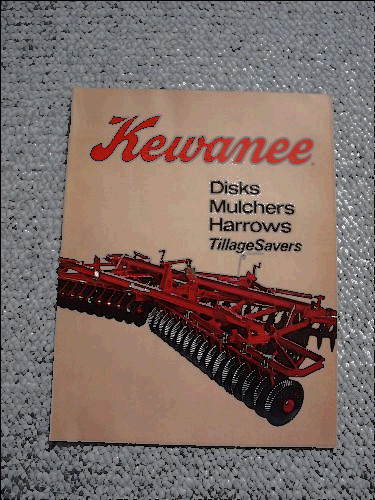 Kewanee
Disks
Mulchers
Harrows
TillageSavers